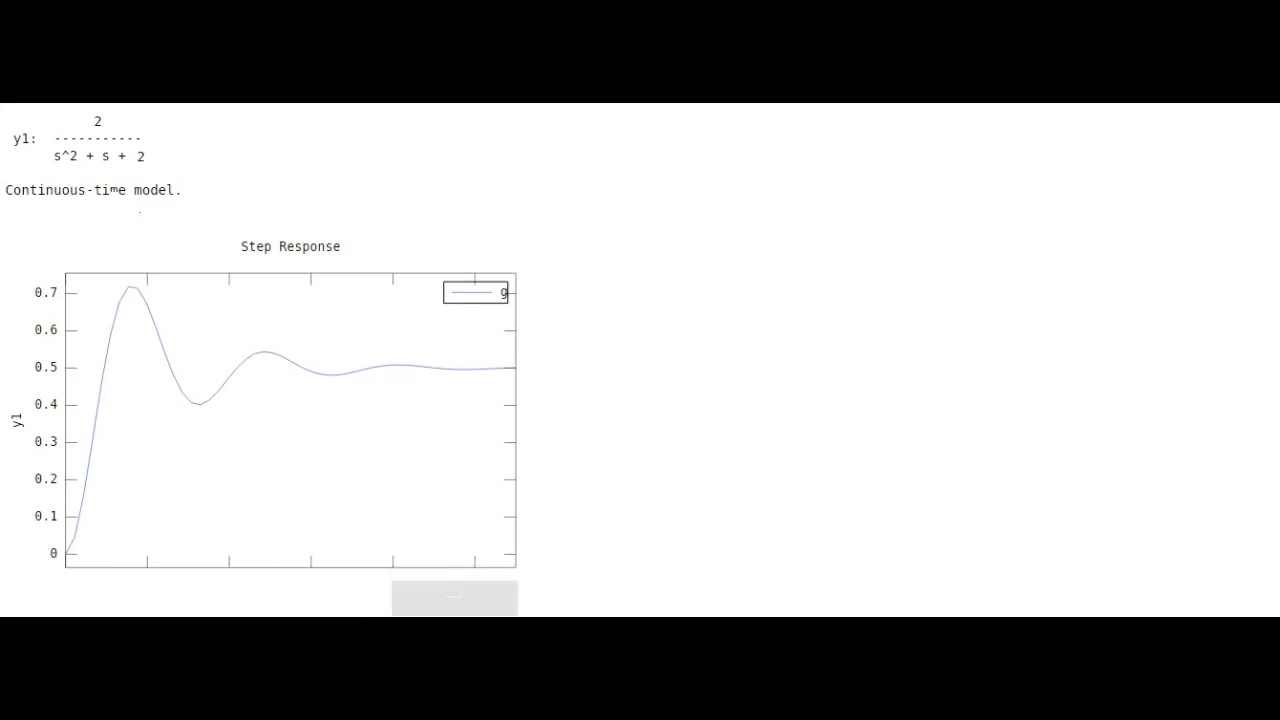 2
y1: -----------
s^2 + s + 2
Continuous-time model.
Step Response
g
0.7
0.6
0.5
0.4
0.3
0.2
0.1
0
y1